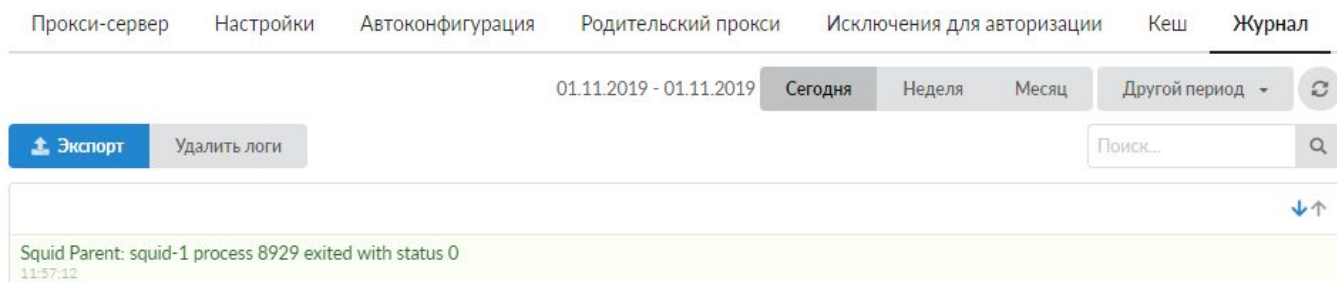 Прокси-сервер Настройки Автоконфигурация Родительский прокси Исключения для авторизации Кеш Журнал
01.11.2019 - 01.11.2019 Сегодня Неделя Месяц Другой период
Экспорт Удалить логи Поиск...
Squid Parent: squid-1 process 8929 exited with status 0
11:57:12